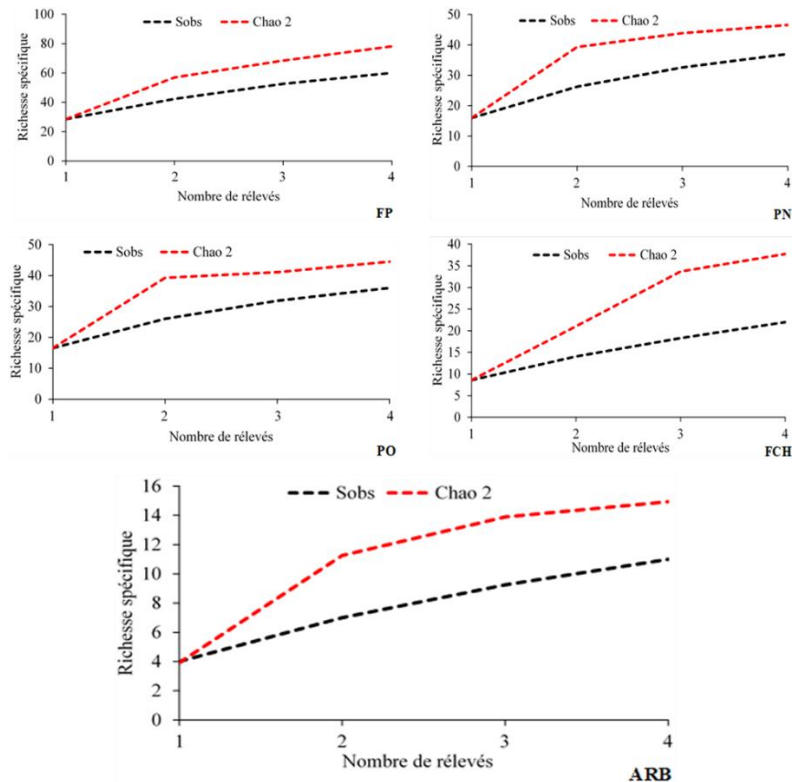 Sobs Chao 2
Richesse spécifique
100
80
60
40
20
0
1 2 3 4
Nombre de rélevés
FP
Sobs Chao 2
Richesse spécifique
50
40
30
20
10
0
1 2 3 4
Nombre de rélevés
PN
Sobs Chao 2
Richesse spécifique
50
40
30
20
10
0
1 2 3 4
Nombre de rélevés
PO
Sobs Chao 2
Richesse spécifique
40
35
30
25
20
15
10
5
0
1 2 3 4
Nombre de rélevés
FCH
Sobs Chao 2
Richesse spécifique
16
14
12
10
8
6
4
2
0
1 2 3 4
Nombre de rélevés
ARB